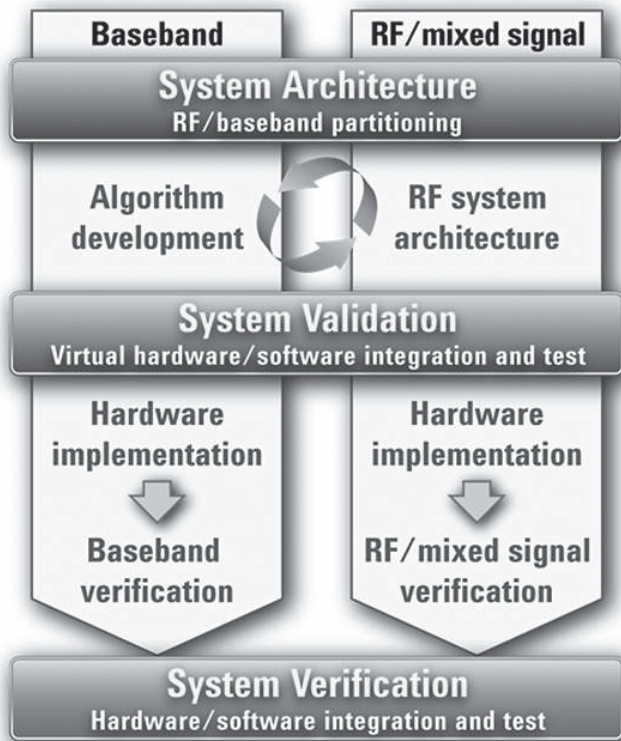 Baseband
RF/mixed signal
System Architecture
RF/baseband partitioning
Algorithm
development
RF system
architecture
System Validation
Virtual hardware/software integration and test
Hardware
implementation
Baseband
verification
Hardware
implementation
RF/mixed signal
verification
System Verification
Hardware/software integration and test